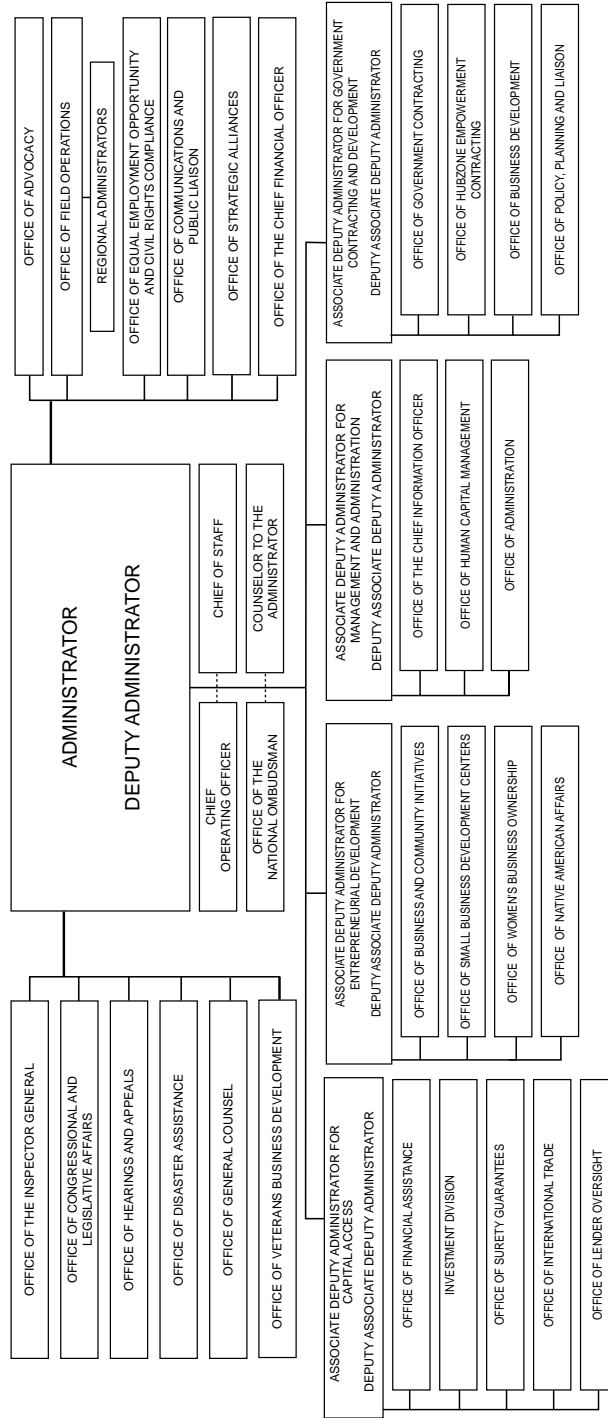 ADMINISTRATOR
DEPUTY ADMINISTRATOR
CHIEF
OPERATING OFFICER
CHIEF OF STAFF
OFFICE OF THE
NATIONAL OMBUDSMAN
COUNSELOR TO THE
ADMINISTRATOR
OFFICE OF THE INSPECTOR GENERAL
OFFICE OF CONGRESSIONAL AND
LEGISLATIVE AFFAIRS
OFFICE OF HEARINGS AND APPEALS
OFFICE OF DISASTER ASSISTANCE
OFFICE OF GENERAL COUNSEL
OFFICE OF VETERANS BUSINESS DEVELOPMENT
OFFICE OF ADVOCACY
OFFICE OF FIELD OPERATIONS
REGIONAL ADMINISTRATORS
OFFICE OF EQUAL EMPLOYMENT OPPORTUNITY
AND CIVIL RIGHTS COMPLIANCE
OFFICE OF COMMUNICATIONS AND
PUBLIC LIAISON
OFFICE OF STRATEGIC ALLIANCES
OFFICE OF THE CHIEF FINANCIAL OFFICER
ASSOCIATE DEPUTY ADMINISTRATOR FOR
CAPITAL ACCESS
DEPUTY ASSOCIATE DEPUTY ADMINISTRATOR
OFFICE OF FINANCIAL ASSISTANCE
INVESTMENT DIVISION
OFFICE OF SURETY GUARANTEES
OFFICE OF INTERNATIONAL TRADE
OFFICE OF LENDER OVERSIGHT
ASSOCIATE DEPUTY ADMINISTRATOR FOR
ENTREPRENEURIAL DEVELOPMENT
DEPUTY ASSOCIATE DEPUTY ADMINISTRATOR
OFFICE OF BUSINESS AND COMMUNITY INITIATIVES
OFFICE OF SMALL BUSINESS DEVELOPMENT CENTERS
OFFICE OF WOMEN'S BUSINESS OWNERSHIP
OFFICE OF NATIVE AMERICAN AFFAIRS
ASSOCIATE DEPUTY ADMINISTRATOR FOR
MANAGEMENT AND ADMINISTRATION
DEPUTY ASSOCIATE DEPUTY ADMINISTRATOR
OFFICE OF THE CHIEF INFORMATION OFFICER
OFFICE OF HUMAN CAPITAL MANAGEMENT
OFFICE OF ADMINISTRATION
ASSOCIATE DEPUTY ADMINISTRATOR FOR GOVERNMENT
CONTRACTING AND DEVELOPMENT
DEPUTY ASSOCIATE DEPUTY ADMINISTRATOR
OFFICE OF GOVERNMENT CONTRACTING
OFFICE OF HUBZONE EMPOWERMENT
CONTRACTING
OFFICE OF BUSINESS DEVELOPMENT
OFFICE OF POLICY, PLANNING AND LIAISON